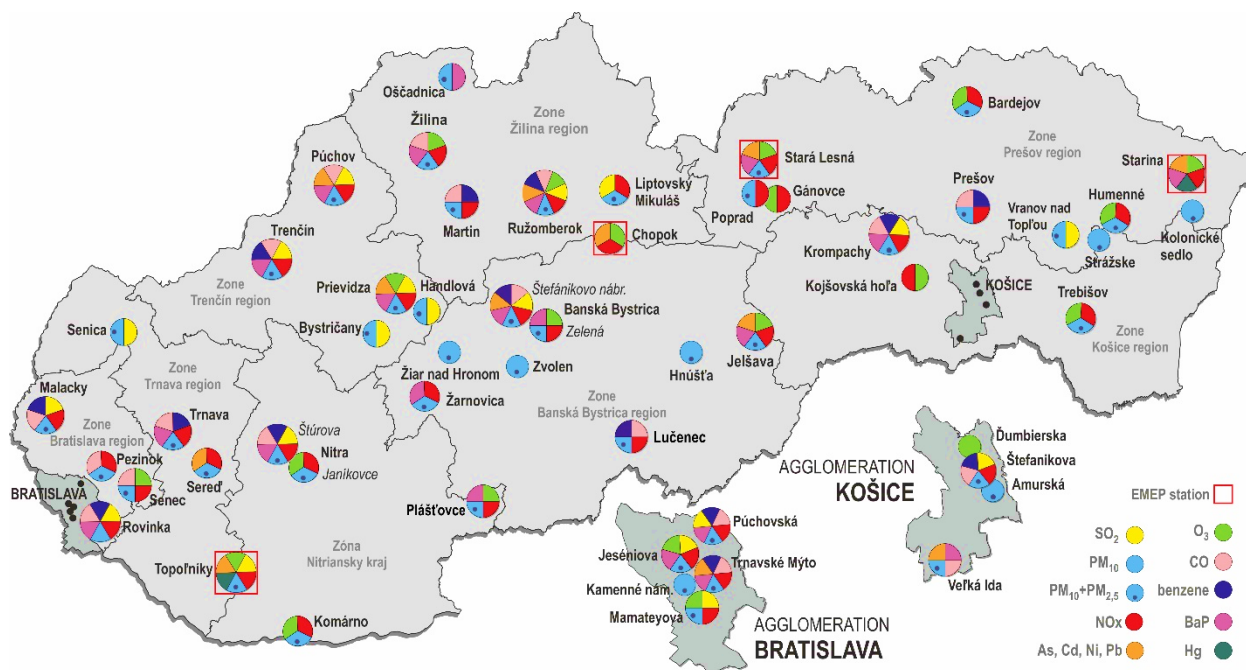 Oščadnica
Zone
Žilina region
Žilina
Púchov
Martin
Ružomberok
Liptovský
Mikuláš
Chopok
Bardejov
Zone
Prešov region
Stará Lesná
Gánovce
Poprad
Prešov
Starina
Humenné
Vranov nad
Topľou
Strážske
Kolonické
sedlo
Krompachy
Kojšovská hoľa
KOŠICE
Trebišov
Zone
Košice region
Trenčín
Zone
Trenčín region
Prievidza
Handlová
Bystričany
Štefánikovo nábr.
Banská Bystrica
Zelená
Senica
Žiar nad Hronom
Zvolen
Žarnovica
Hnúšťa
Jelšava
Zone
Banská Bystrica region
Lučenec
Malacky
Zone
Trnava region
Trnava
Zone
Bratislava region
Pezinok
Senec
Sereď
BRATISLAVA
Rovinka
Štúrova
Nitra
Janíkovce
Plášťovce
Topoľníky
Zóna
Nitriansky kraj
Komárno
AGGLOMERATION
KOŠICE
Ďumbierska
Štefanikova
Amurská
Veľká Ida
Púchovská
Jeséniova
Trnavské Mýto
Kamenné nám.
Mamateyová
AGGLOMERATION
BRATISLAVA
EMEP station
SO2
O3
PM10
CO
PM10+PM2,5
benzene
NOx
BaP
As, Cd, Ni, Pb
Hg